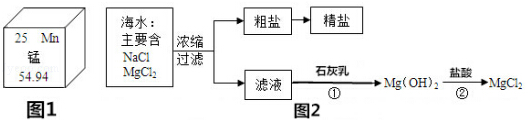 25 Mn
锰
54.94
图1
海水：
主要含
NaCl
MgCl₂
浓缩
过滤
粗盐
精盐
滤液
石灰乳
①
Mg(OH)₂
盐酸
②
MgCl₂
图2